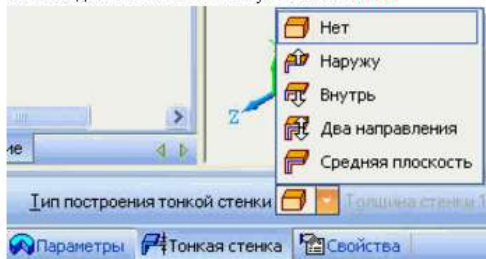 Нет
Наружу
Внутрь
Два направления
Средняя плоскость
Z
ие
Тип построения тонкой стенки
Толщина стенки 1
Параметры
Тонкая стенка
Свойства